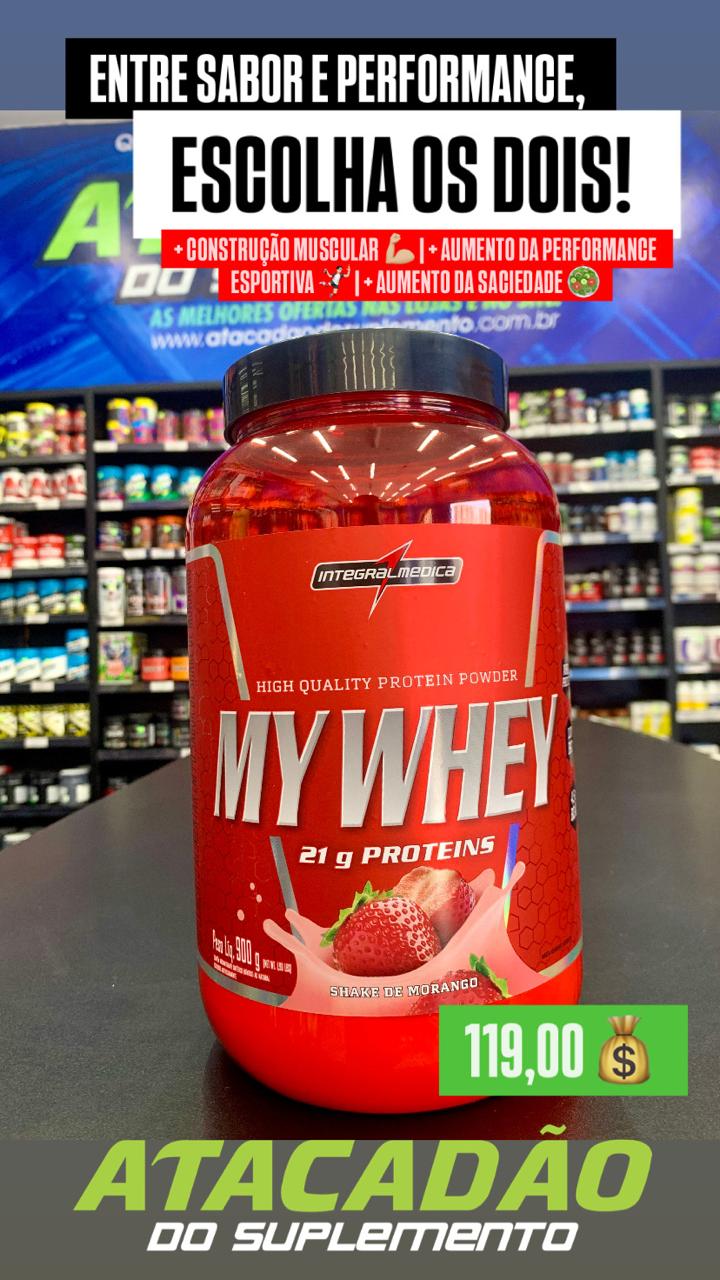 ENTRE SABOR E PERFORMANCE,
ESCOLHA OS DOIS!
+ CONSTRUÇÃO MUSCULAR 💪🏼 | + AUMENTO DA PERFORMANCE
ESPORTIVA 🤾🏻 | + AUMENTO DA SACIEDADE 🥗
AS MELHORES OFERTAS NAS LOJAS E NO SITE
www.atacadaodosuplemento.com.br
INTEGRALMEDICA
HIGH QUALITY PROTEIN POWDER
MY WHEY
21 g PROTEINS
Peso Líq. 900 g
SHAKE DE MORANGO
119,00 💰
ATACADÃO
DO SUPLEMENTO